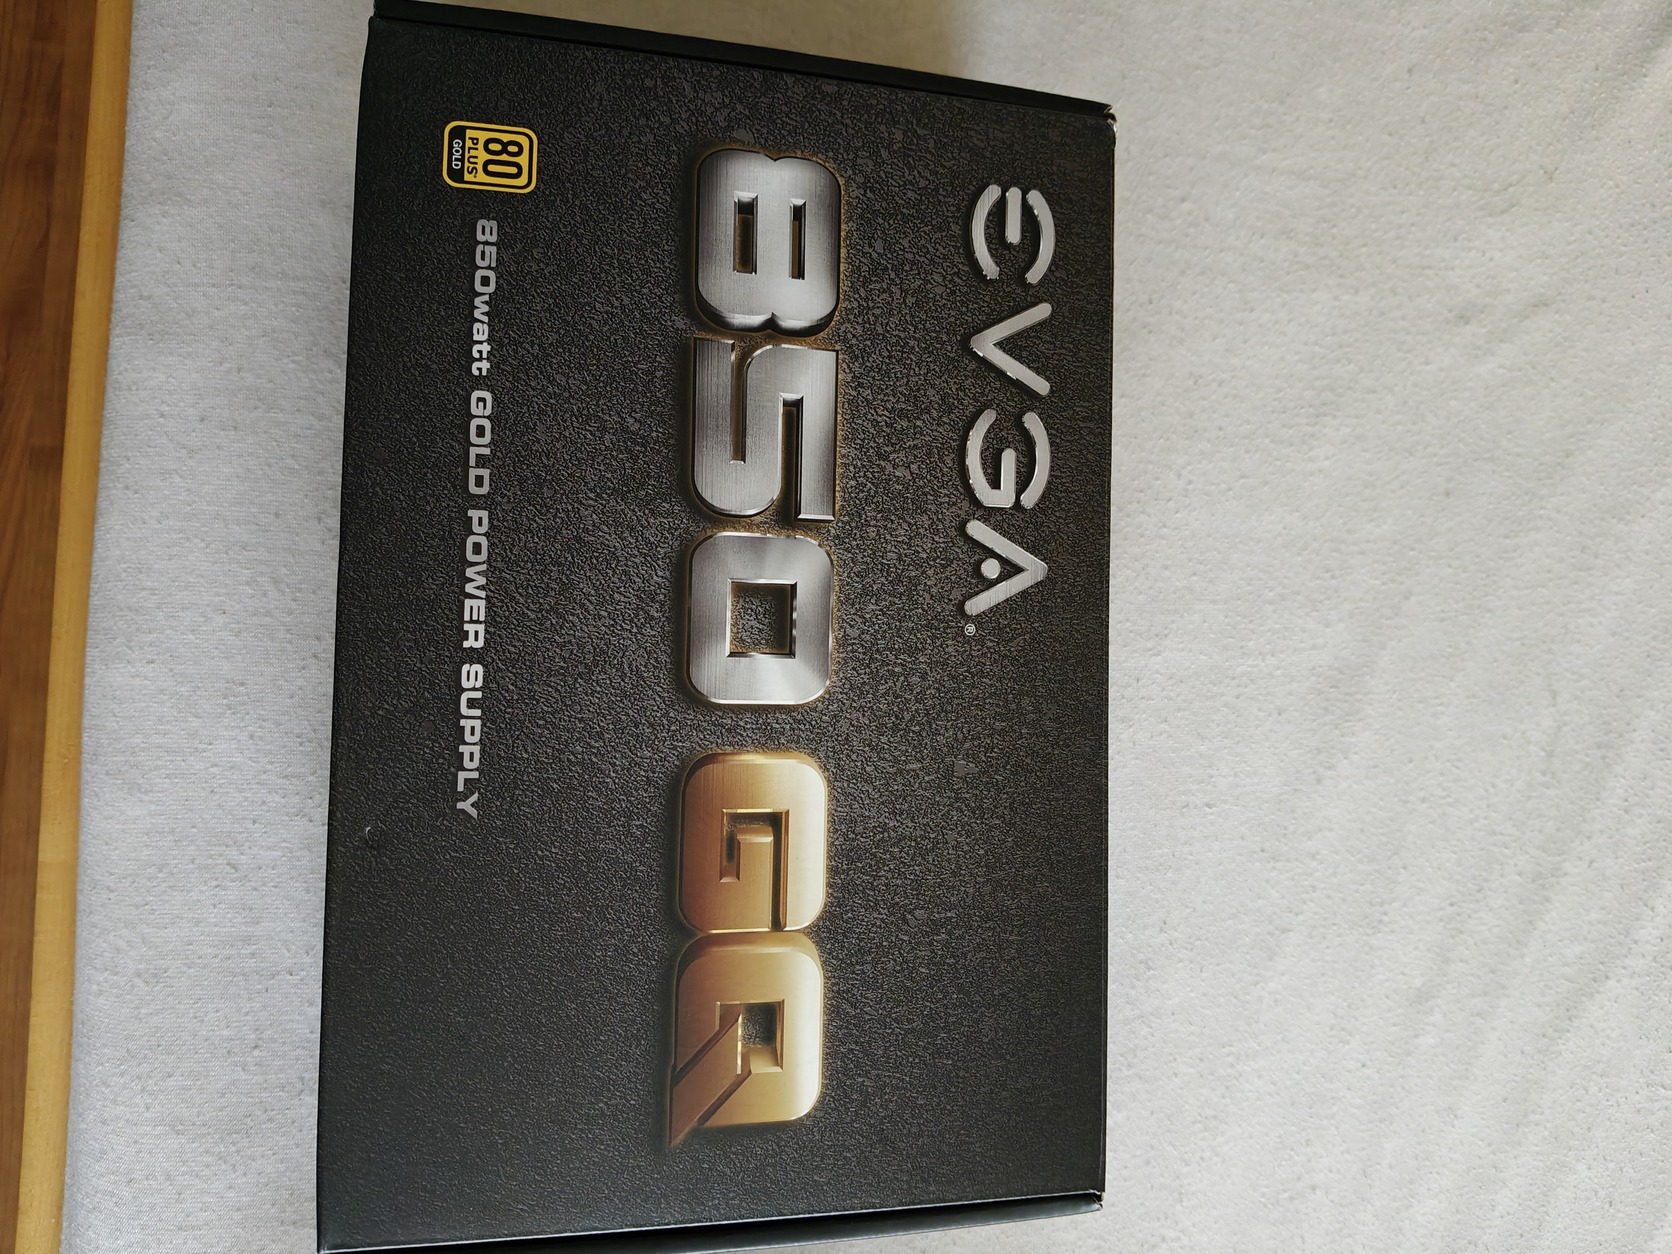 EVGA®
850 GQ
80 PLUS® GOLD
850watt GOLD POWER SUPPLY